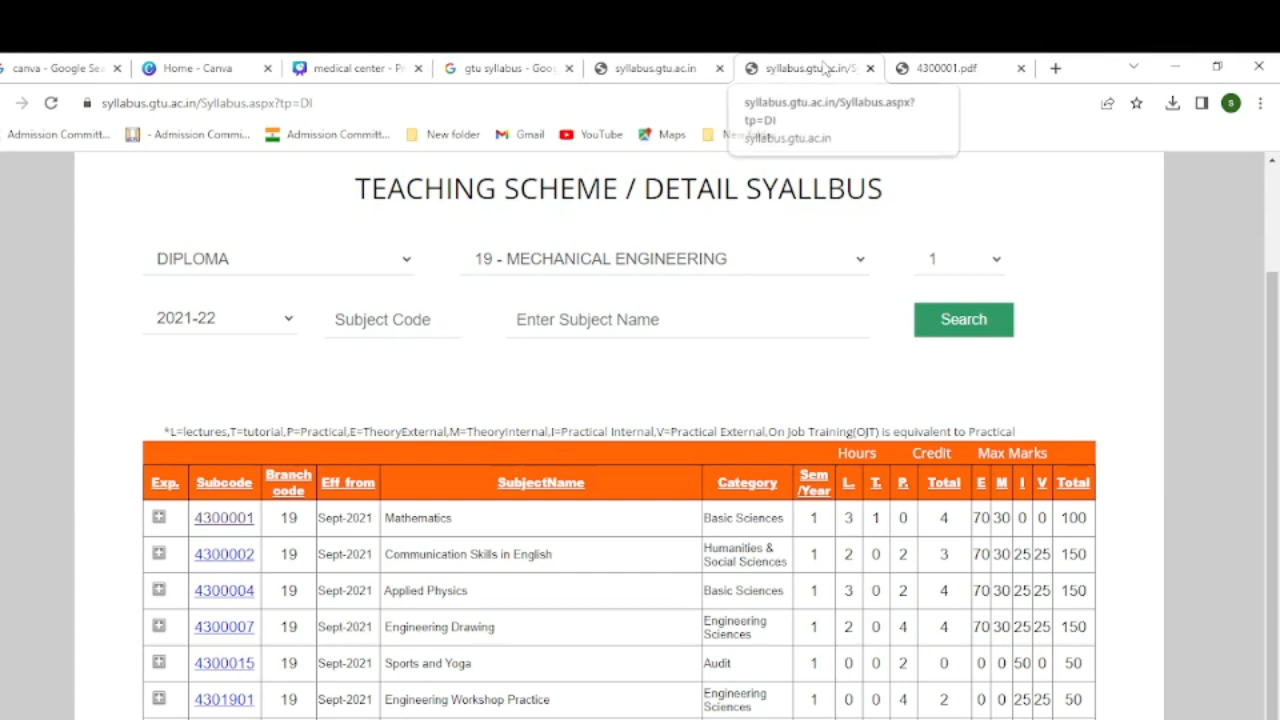 canva - Google Se
Home - Canva
medical center - Pr
gtu syllabus - Goo
syllabus.gtu.ac.in
syllabus.gtu.ac.in/S
4300001.pdf
syllabus.gtu.ac.in/Syllabus.aspx?tp=DI
syllabus.gtu.ac.in/Syllabus.aspx?
tp=DI
syllabus.gtu.ac.in
Admission Committ...
- Admission Commi...
Admission Committ...
New folder
Gmail
YouTube
Maps
S
TEACHING SCHEME / DETAIL SYALLBUS
DIPLOMA 19 - MECHANICAL ENGINEERING 1
2021-22 Subject Code Enter Subject Name Search
*L=lectures,T=tutorial,P=Practical,E=TheoryExternal,M=TheoryInternal,I=Practical Internal,V=Practical External,On Job Training(OJT) is equivalent to Practical
Hours Credit Max Marks
Exp. Subcode Branch code Eff from SubjectName Category Sem /Year L. T. P. Total E M I V Total
4300001 19 Sept-2021 Mathematics Basic Sciences 1 3 1 0 4 70 30 0 0 100
4300002 19 Sept-2021 Communication Skills in English Humanities & Social Sciences 1 2 0 2 3 70 30 25 25 150
4300004 19 Sept-2021 Applied Physics Basic Sciences 1 3 0 2 4 70 30 25 25 150
4300007 19 Sept-2021 Engineering Drawing Engineering Sciences 1 2 0 4 4 70 30 25 25 150
4300015 19 Sept-2021 Sports and Yoga Audit 1 0 0 2 0 0 0 50 0 50
4301901 19 Sept-2021 Engineering Workshop Practice Engineering Sciences 1 0 0 4 2 0 0 25 25 50